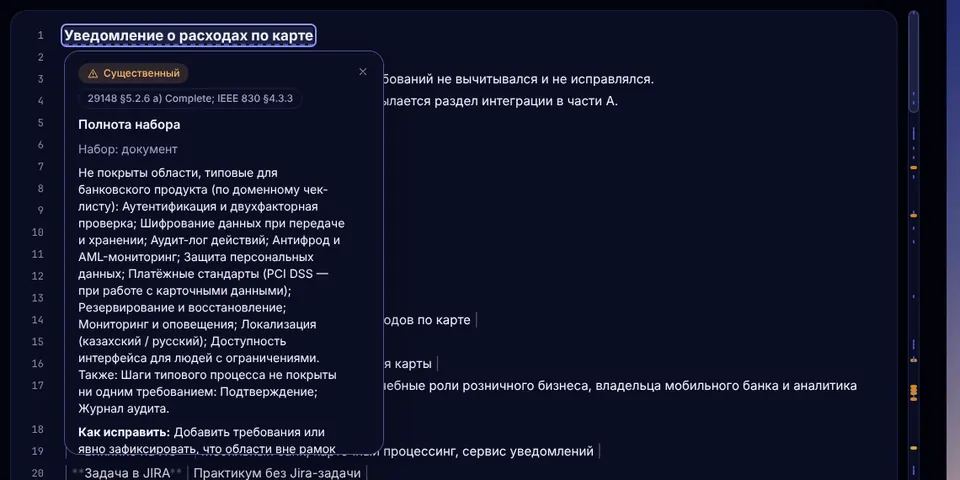 1 Уведомление о расходах по карте
2
Существенный
3 бований не вычитывался и не исправлялся.
29148 §5.2.6 a) Complete; IEEE 830 §4.3.3
4 ылается раздел интеграции в части А.
5 Полнота набора
6 Набор: документ
7 Не покрыты области, типовые для
8 банковского продукта (по доменному чек-
9 листу): Аутентификация и двухфакторная
проверка; Шифрование данных при передаче
10 и хранении; Аудит-лог действий; Антифрод и
11 AML-мониторинг; Защита персональных
12 данных; Платёжные стандарты (PCI DSS —
при работе с карточными данными);
13 Резервирование и восстановление;
14 Мониторинг и оповещения; Локализация
одов по карте |
15 (казахский / русский); Доступность
16 интерфейса для людей с ограничениями.
я карты |
Также: Шаги типового процесса не покрыты
17 ни одним требованием: Подтверждение;
чебные роли розничного бизнеса, владельца мобильного банка и аналитика
Журнал аудита.
18 Как исправить: Добавить требования или
явно зафиксировать, что области вне рамок
19 процессинг, сервис уведомлений |
20 | **Задача в JIRA** | Практикум без Jira-задачи |